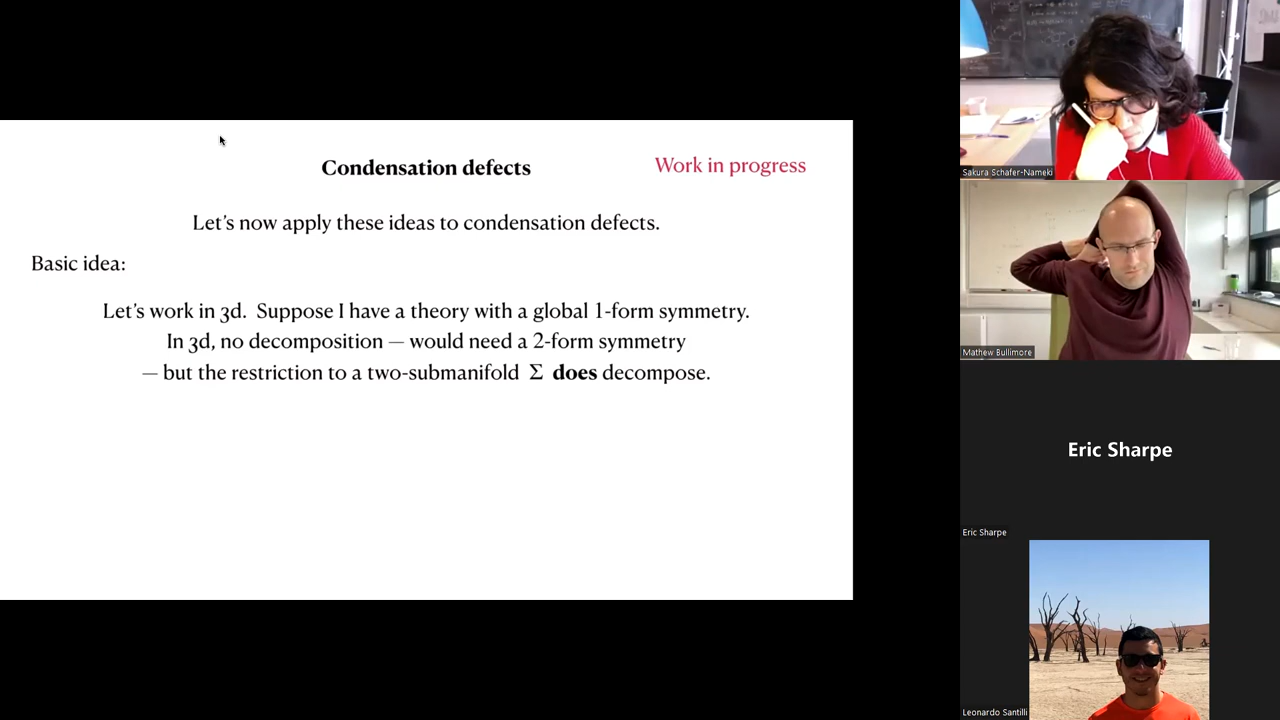 Condensation defects
Work in progress
Let's now apply these ideas to condensation defects.
Basic idea:
Let's work in 3d. Suppose I have a theory with a global 1-form symmetry.
In 3d, no decomposition — would need a 2-form symmetry
— but the restriction to a two-submanifold Σ does decompose.
Sakura Schafer-Nameki
Mathew Bullimore
Eric Sharpe
Eric Sharpe
Leonardo Santilli